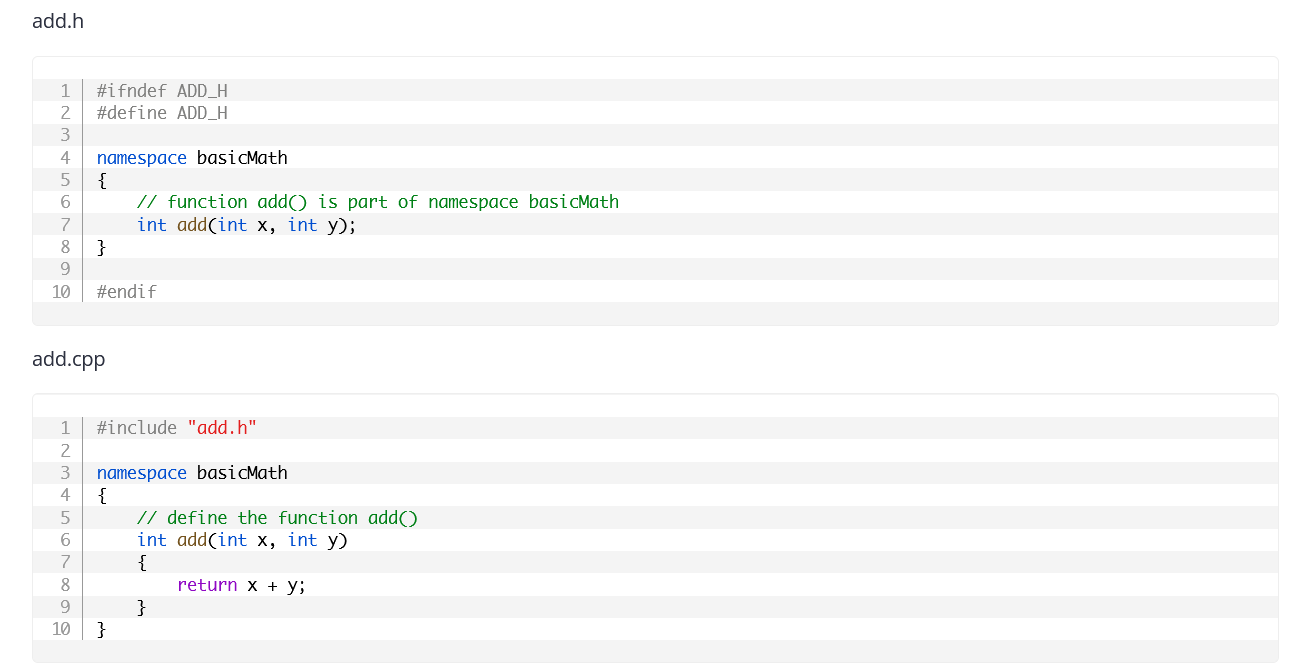 add.h
1 #ifndef ADD_H
2 #define ADD_H
3
4 namespace basicMath
5 {
6     // function add() is part of namespace basicMath
7     int add(int x, int y);
8 }
9
10 #endif
add.cpp
1 #include "add.h"
2
3 namespace basicMath
4 {
5     // define the function add()
6     int add(int x, int y)
7     {
8         return x + y;
9     }
10 }